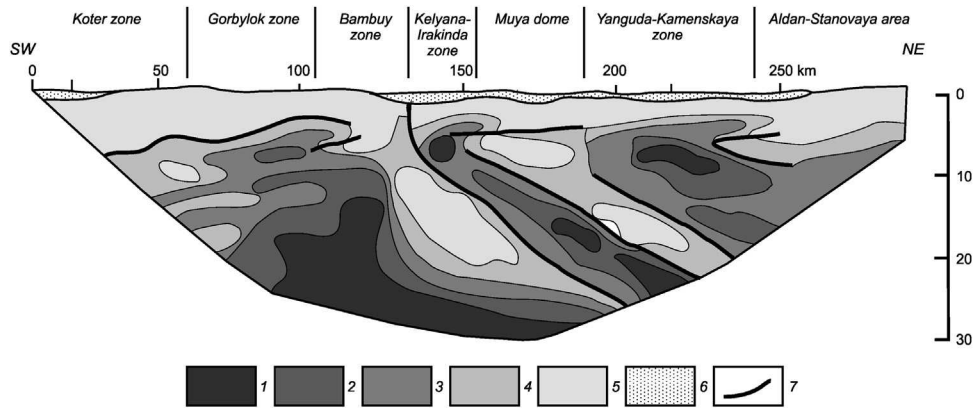 Koter zone
Gorbylok zone
Bambuy
zone
Kelyana-
Irakinda
zone
Muya dome
Yanguda-Kamenskaya
zone
Aldan-Stanovaya area
SW
NE
0 50 100 150 200 250 km
0
10
20
30
1 2 3 4 5 6 7